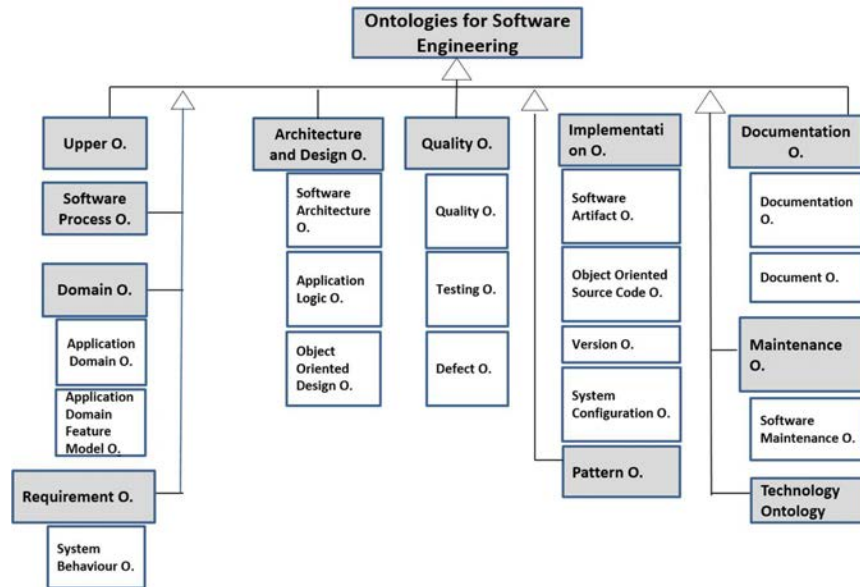 Ontologies for Software
Engineering
Upper O.
Software
Process O.
Domain O.
Application
Domain O.
Application
Domain
Feature
Model O.
Requirement O.
System
Behaviour O.
Architecture
and Design O.
Software
Architecture
O.
Application
Logic O.
Object
Oriented
Design O.
Quality O.
Quality O.
Testing O.
Defect O.
Implementati
on O.
Software
Artifact O.
Object Oriented
Source Code O.
Version O.
System
Configuration O.
Pattern O.
Documentation
O.
Documentation
O.
Document O.
Maintenance
O.
Software
Maintenance O.
Technology
Ontology